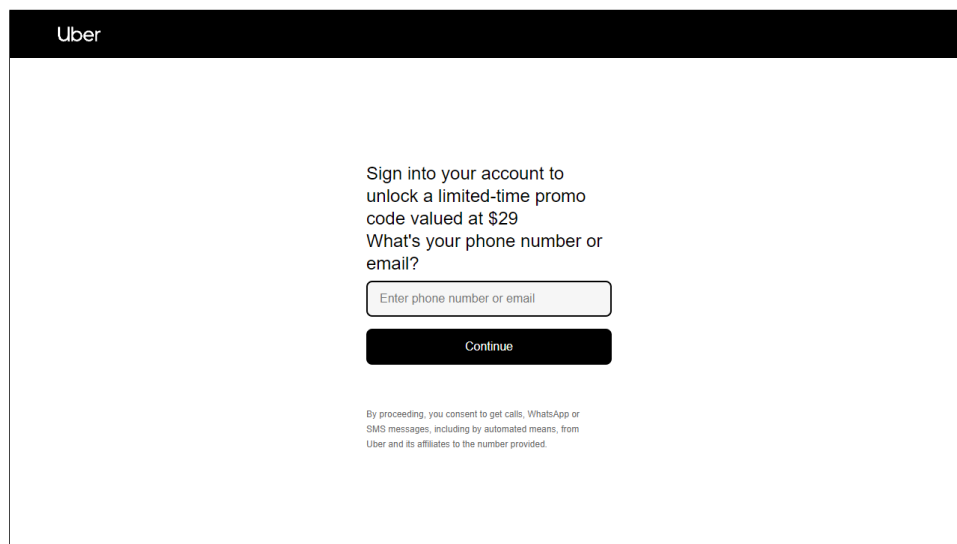 Uber
Sign into your account to
unlock a limited-time promo
code valued at $29
What's your phone number or
email?
Enter phone number or email
Continue
By proceeding, you consent to get calls, WhatsApp or
SMS messages, including by automated means, from
Uber and its affiliates to the number provided.